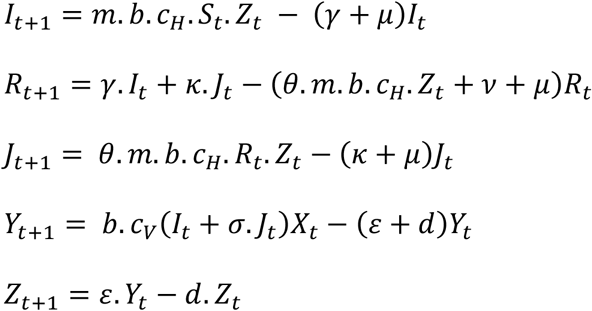 I_{t+1} = m.b.c_H.S_t.Z_t − (γ + μ)I_t
R_{t+1} = γ.I_t + κ.J_t − (θ.m.b.c_H.Z_t + ν + μ)R_t
J_{t+1} = θ.m.b.c_H.R_t.Z_t − (κ + μ)J_t
Y_{t+1} = b.c_V(I_t + σ.J_t)X_t − (ε + d)Y_t
Z_{t+1} = ε.Y_t − d.Z_t